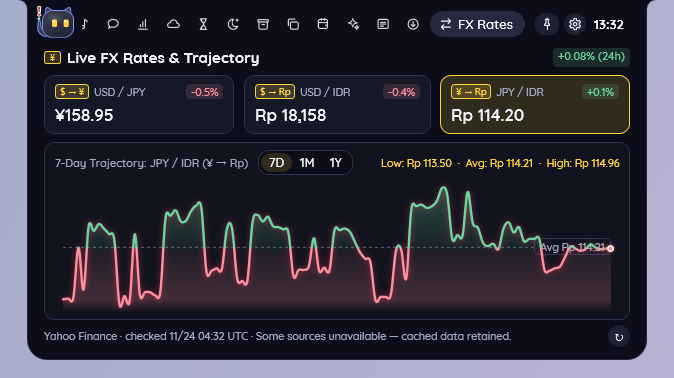 FX Rates
13:32
¥ Live FX Rates & Trajectory
+0.08% (24h)
$ → ¥ USD / JPY -0.5%
¥158.95
$ → Rp USD / IDR -0.4%
Rp 18,158
¥ → Rp JPY / IDR +0.1%
Rp 114.20
7-Day Trajectory: JPY / IDR (¥ → Rp)
7D 1M 1Y
Low: Rp 113.50 · Avg: Rp 114.21 · High: Rp 114.96
Avg Rp 114.21
Yahoo Finance · checked 11/24 04:32 UTC · Some sources unavailable — cached data retained.